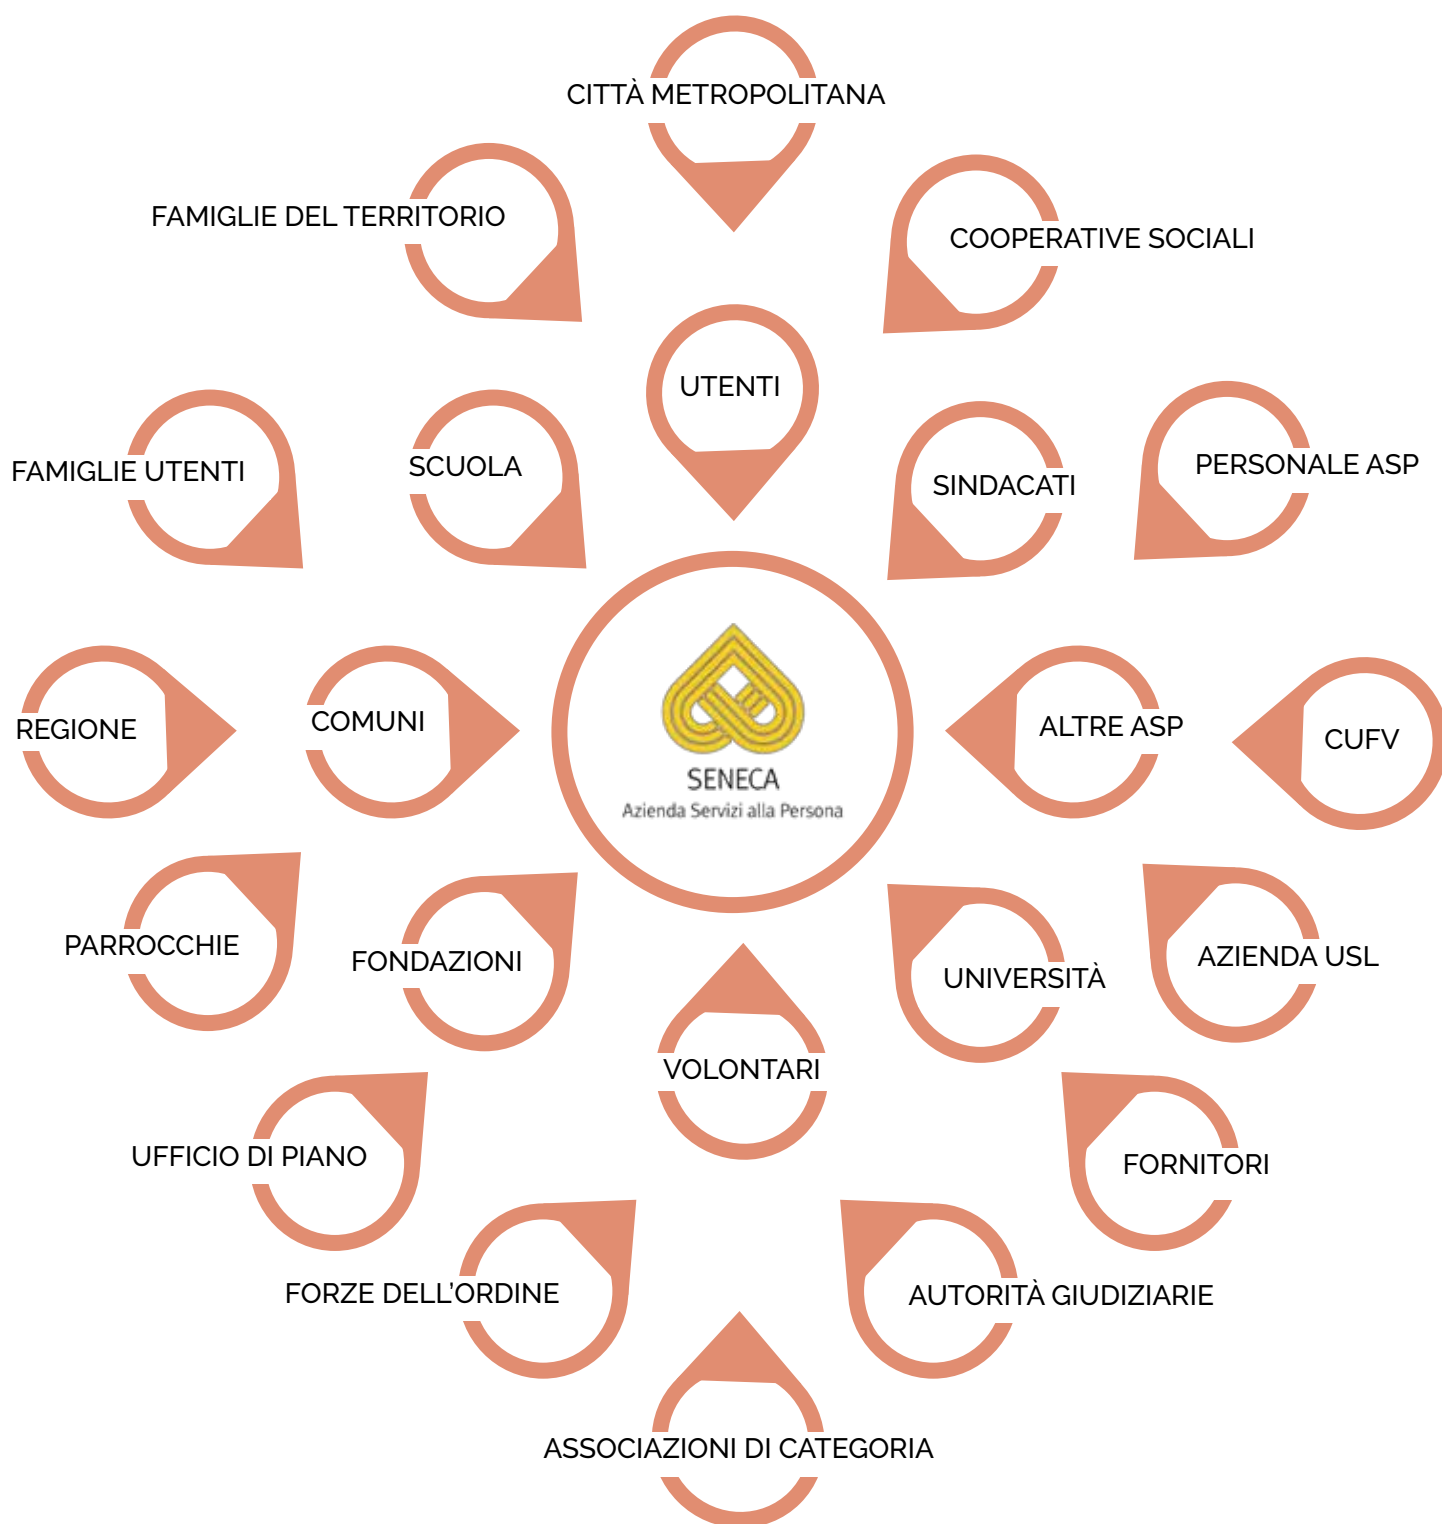 CITTÀ METROPOLITANA
FAMIGLIE DEL TERRITORIO
COOPERATIVE SOCIALI
UTENTI
FAMIGLIE UTENTI
SCUOLA
SINDACATI
PERSONALE ASP
REGIONE
COMUNI
SENECA
Azienda Servizi alla Persona
ALTRE ASP
CUFV
PARROCCHIE
FONDAZIONI
UNIVERSITÀ
AZIENDA USL
VOLONTARI
UFFICIO DI PIANO
FORNITORI
FORZE DELL'ORDINE
AUTORITÀ GIUDIZIARIE
ASSOCIAZIONI DI CATEGORIA